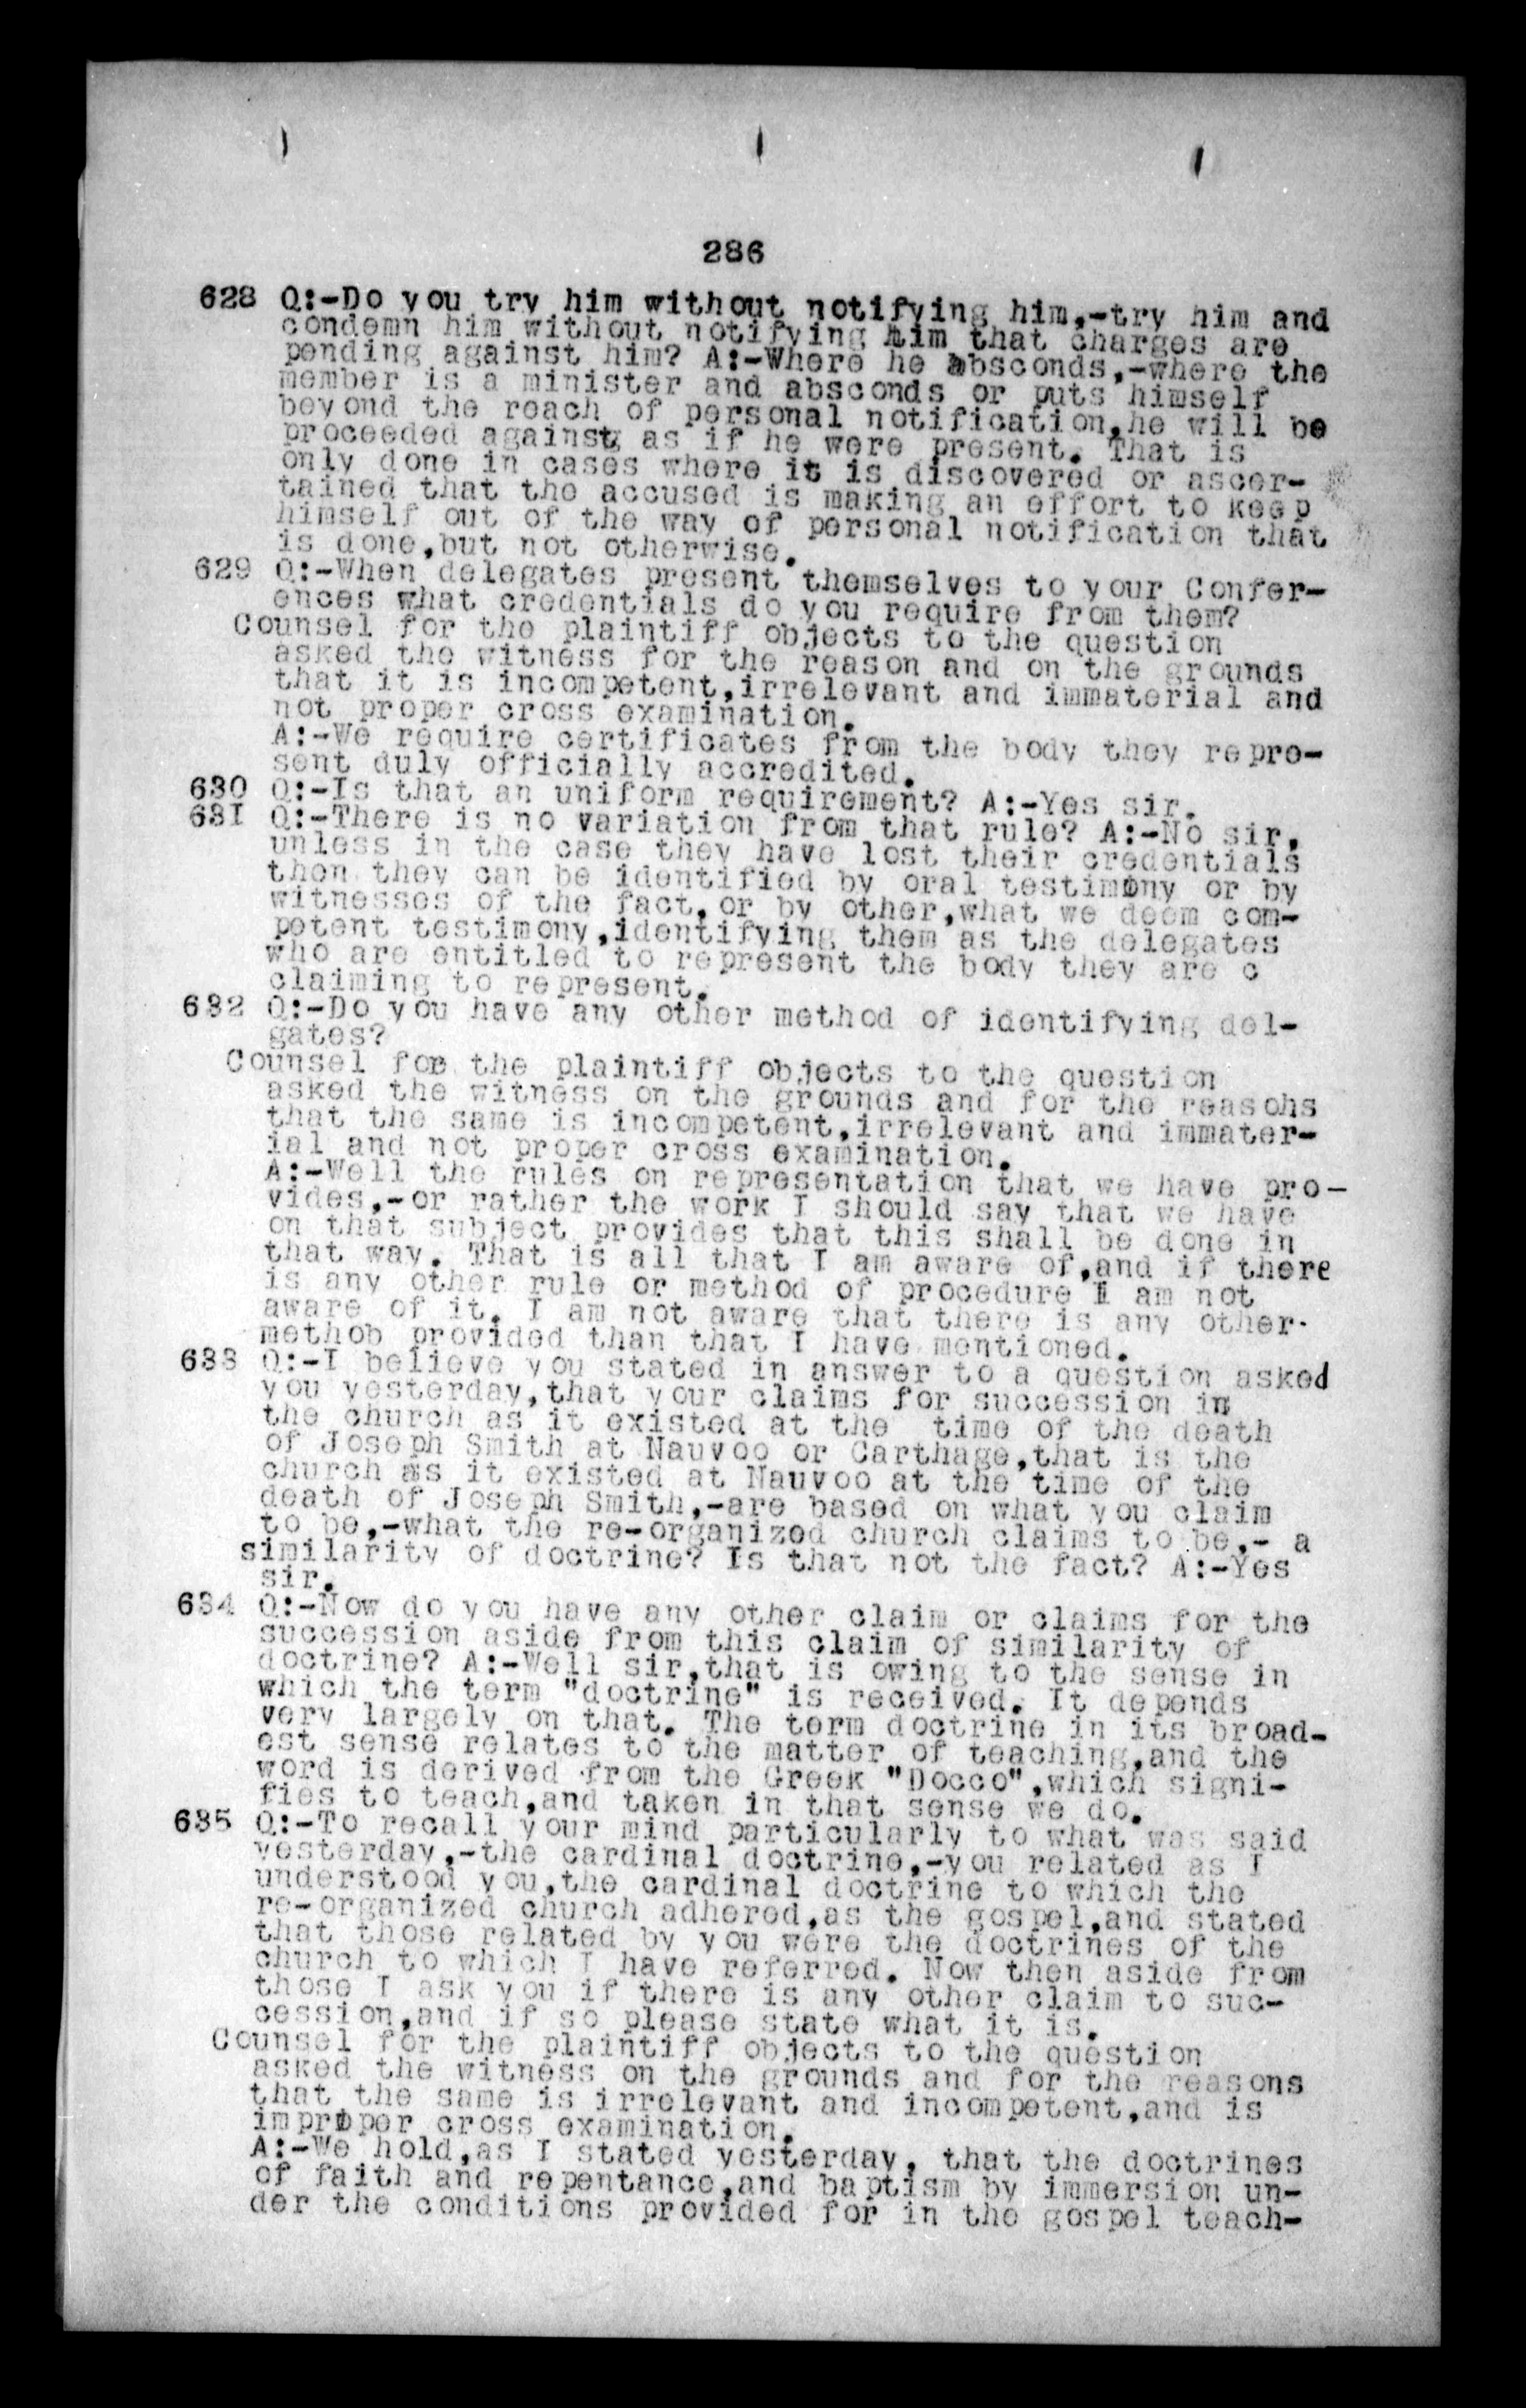 286
628 Q:-Do you try him without notifying him,-try him and
condemn him without notifying him that charges are
pending against him? A:-Where he absconds,-where the
member is a minister and absconds or puts himself
beyond the reach of personal notification,he will be
proceeded against as if he were present. That is
only done in cases where it is discovered or ascer-
tained that the accused is making an effort to keep
himself out of the way of personal notification that
is done,but not otherwise.
629 Q:-When delegates present themselves to your Confer-
ences what credentials do you require from them?
Counsel for the plaintiff objects to the question
asked the witness for the reason and on the grounds
that it is incompetent,irrelevant and immaterial and
not proper cross examination.
A:-We require certificates from the body they repre-
sent duly officially accredited.
630 Q:-Is that an uniform requirement? A:-Yes sir.
631 Q:-There is no variation from that rule? A:-No sir,
unless in the case they have lost their credentials
then they can be identified by oral testimony or by
witnesses of the fact,or by other,what we deem com-
petent testimony,identifying them as the delegates
who are entitled to represent the body they are c
claiming to represent.
632 Q:-Do you have any other method of identifying del-
gates?
Counsel for the plaintiff objects to the question
asked the witness on the grounds and for the reasons
that the same is incompetent,irrelevant and immater-
ial and not proper cross examination.
A:-Well the rules on representation that we have pro-
vides,-or rather the work I should say that we have
on that subject provides that this shall be done in
that way. That is all that I am aware of,and if there
is any other rule or method of procedure I am not
aware of it. I am not aware that there is any other
methob provided than that I have mentioned.
633 Q:-I believe you stated in answer to a question asked
you yesterday,that your claims for succession in
the church as it existed at the time of the death
of Joseph Smith at Nauvoo or Carthage,that is the
church as it existed at Nauvoo at the time of the
death of Joseph Smith,-are based on what you claim
to be,-what the re-organized church claims to be,- a
similarity of doctrine? Is that not the fact? A:-Yes
sir.
634 Q:-Now do you have any other claim or claims for the
succession aside from this claim of similarity of
doctrine? A:-Well sir,that is owing to the sense in
which the term "doctrine" is received. It depends
very largely on that. The term doctrine in its broad-
est sense relates to the matter of teaching,and the
word is derived from the Greek "Docco",which signi-
fies to teach,and taken in that sense we do.
635 Q:-To recall your mind particularly to what was said
yesterday,-the cardinal doctrine,-you related as I
understood you,the cardinal doctrine to which the
re-organized church adhered,as the gospel,and stated
that those related by you were the doctrines of the
church to which I have referred. Now then aside from
those I ask you if there is any other claim to suc-
cession,and if so please state what it is.
Counsel for the plaintiff objects to the question
asked the witness on the grounds and for the reasons
that the same is irrelevant and incompetent,and is
improper cross examination.
A:-We hold,as I stated yesterday, that the doctrines
of faith and repentance,and baptism by immersion un-
der the conditions provided for in the gospel teach-